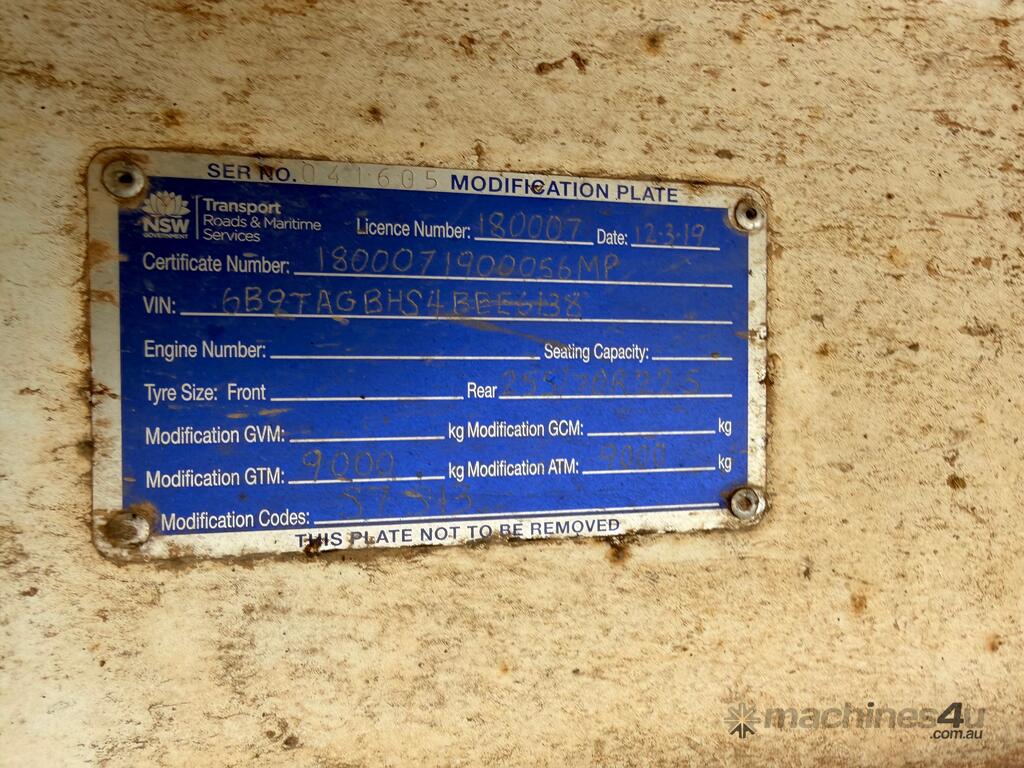 SER NO. 041605 MODIFICATION PLATE
NSW
GOVERNMENT
Transport
Roads & Maritime
Services
Licence Number: 180007 Date: 12.3.19
Certificate Number: 1800071900056MP
VIN:
Engine Number: Seating Capacity:
Tyre Size: Front Rear 255/70R22.5
Modification GVM: kg Modification GCM: kg
Modification GTM: 9000 kg Modification ATM: 9000 kg
Modification Codes:
THIS PLATE NOT TO BE REMOVED
machines4u
.com.au